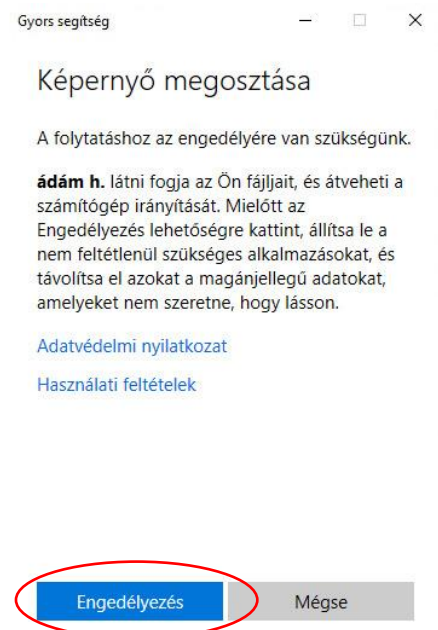 Gyors segítség
Képernyő megosztása
A folytatáshoz az engedélyére van szükségünk.
ádám h. látni fogja az Ön fájljait, és átveheti a
számítógép irányítását. Mielőtt az
Engedélyezés lehetőségre kattint, állítsa le a
nem feltétlenül szükséges alkalmazásokat, és
távolítsa el azokat a magánjellegű adatokat,
amelyeket nem szeretne, hogy lásson.
Adatvédelmi nyilatkozat
Használati feltételek
Engedélyezés Mégse